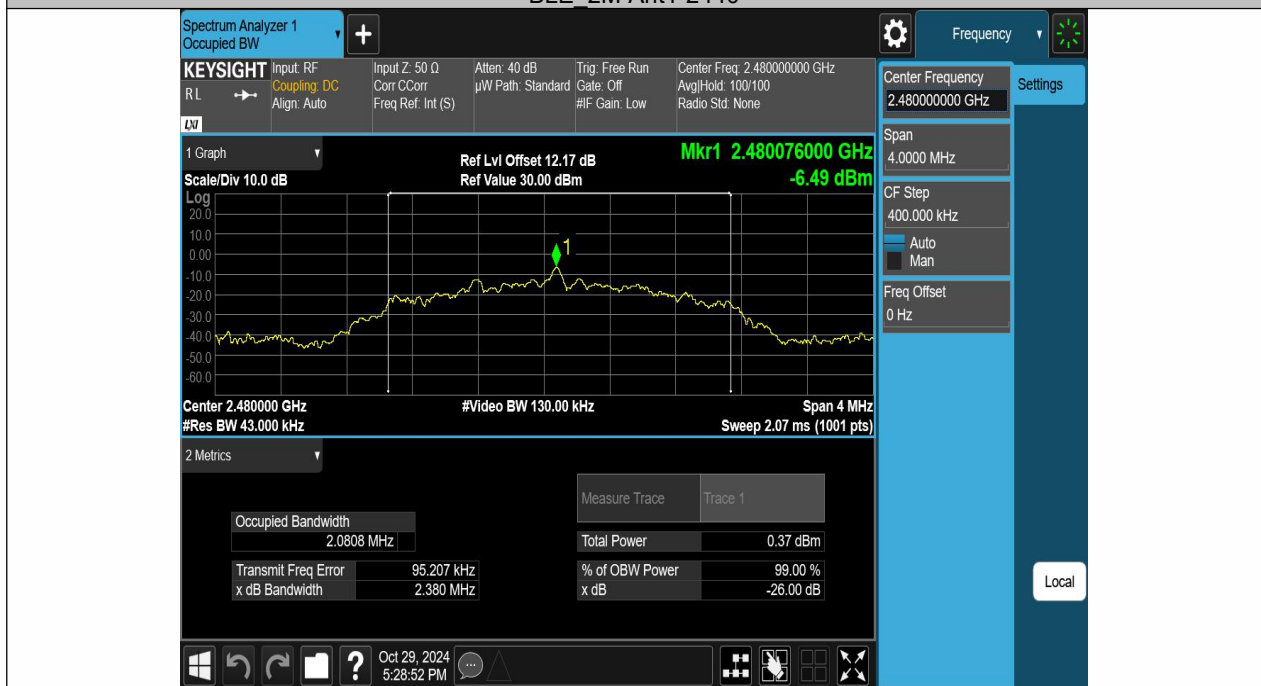 Spectrum Analyzer 1
Occupied BW
Frequency
KEYSIGHT
R L
LXI
Input: RF
Coupling: DC
Align: Auto
Input Z: 50 Ω
Corr CCorr
Freq Ref: Int (S)
Atten: 40 dB
µW Path: Standard
Trig: Free Run
Gate: Off
#IF Gain: Low
Center Freq: 2.480000000 GHz
Avg|Hold: 100/100
Radio Std: None
Center Frequency
2.480000000 GHz
Settings
Span
4.0000 MHz
CF Step
400.000 kHz
Auto
Man
Freq Offset
0 Hz
Local
1 Graph
Scale/Div 10.0 dB
Ref Lvl Offset 12.17 dB
Ref Value 30.00 dBm
Mkr1 2.480076000 GHz
-6.49 dBm
Log
20.0
10.0
0.00
-10.0
-20.0
-30.0
-40.0
-50.0
-60.0
1
Center 2.480000 GHz
#Video BW 130.00 kHz
Span 4 MHz
#Res BW 43.000 kHz
Sweep 2.07 ms (1001 pts)
2 Metrics
Measure Trace
Trace 1
Occupied Bandwidth
2.0808 MHz
Total Power
0.37 dBm
Transmit Freq Error
95.207 kHz
% of OBW Power
99.00 %
x dB Bandwidth
2.380 MHz
x dB
-26.00 dB
?
Oct 29, 2024
5:28:52 PM